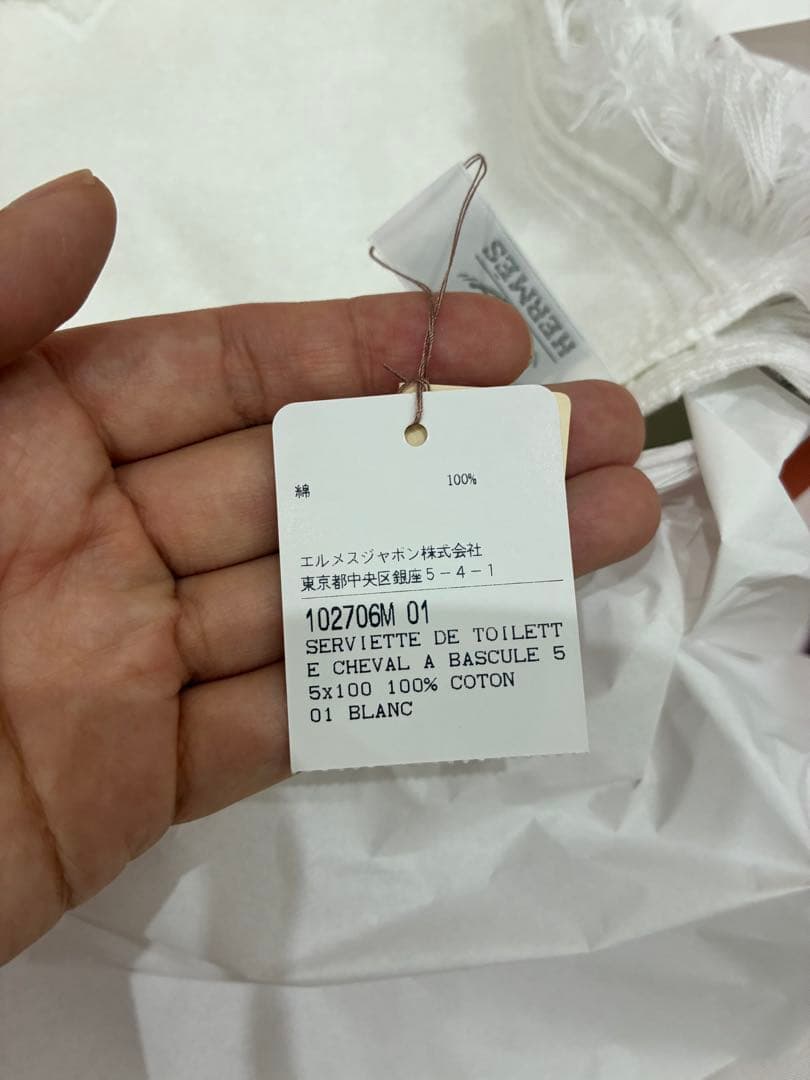 HERMÈS
綿 100%
エルメスジャポン株式会社
東京都中央区銀座5-4-1
102706M 01
SERVIETTE DE TOILETT
E CHEVAL A BASCULE 5
5x100 100% COTON
01 BLANC